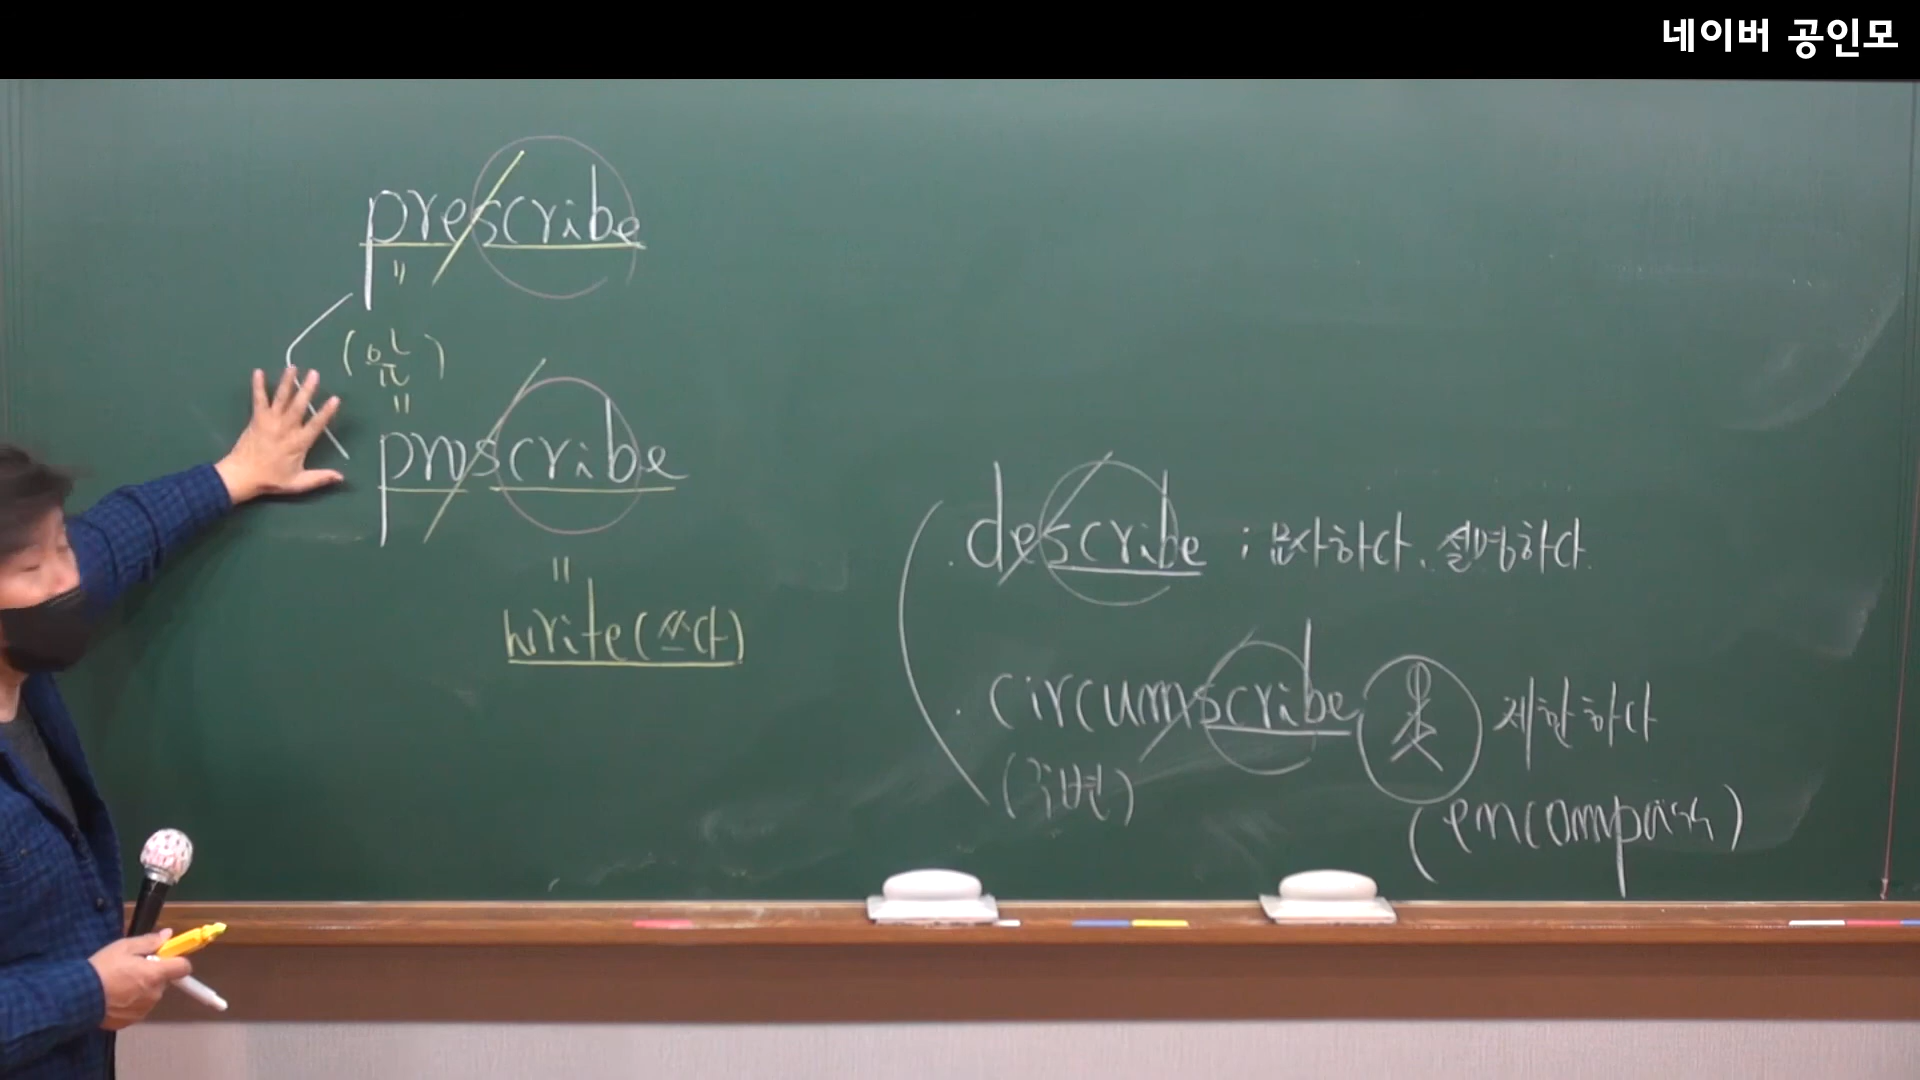 네이버 공인모
prescribe
〃
(앞)
〃
proscribe
〃
write(쓰다)
· describe ; 묘사하다. 설명하다.
· circumscribe 제한하다
(주변)
(encompass)